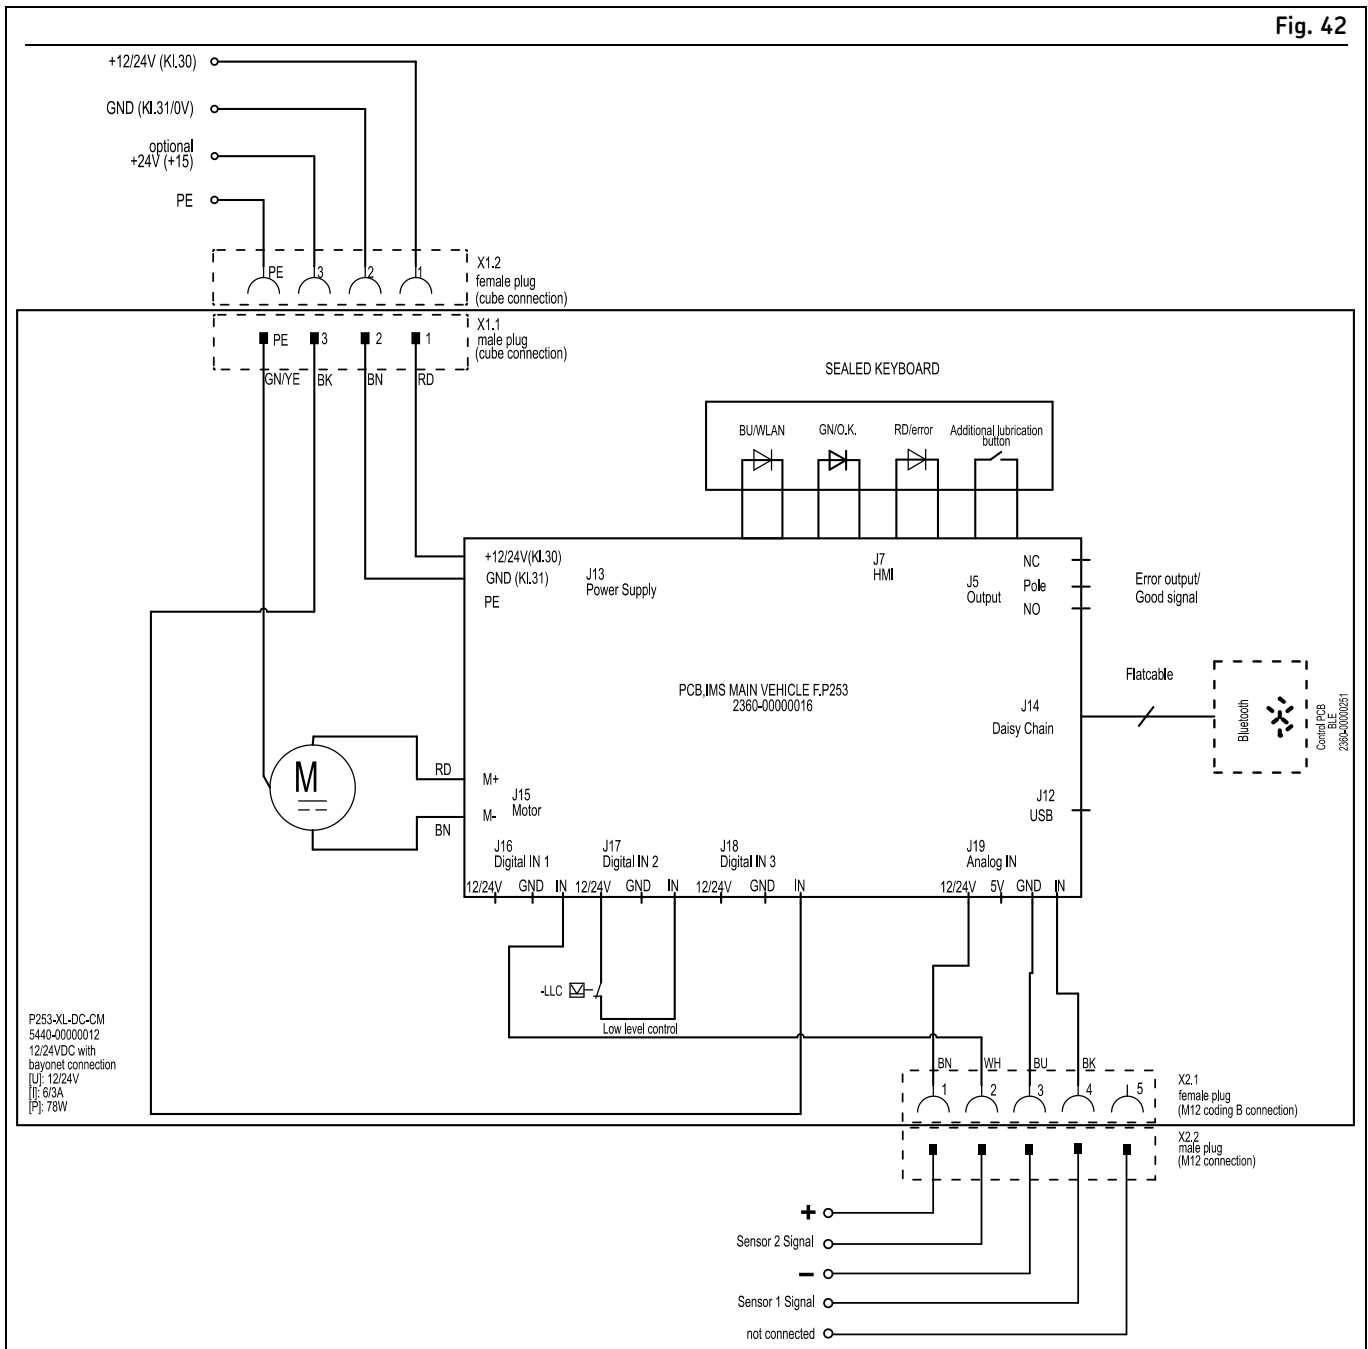 Fig. 42
+12/24V (Kl.30)
GND (Kl.31/0V)
optional
+24V (+15)
PE
PE 3 2 1
X1.2
female plug
(cube connection)
PE 3 2 1
X1.1
male plug
(cube connection)
GN/YE BK BN RD
SEALED KEYBOARD
BU/WLAN GN/O.K. RD/error Additional lubrication
button
+12/24V(Kl.30)
GND (Kl.31)
PE
J13
Power Supply
J7
HMI
J5
Output
NC
Pole
NO
Error output/
Good signal
PCB,IMS MAIN VEHICLE F.P253
2360-00000016
J14
Daisy Chain
Flatcable
Bluetooth
Control PCB
BLE
2360-00000251
M
RD
BN
M+
M-
J15
Motor
J12
USB
J16
Digital IN 1
J17
Digital IN 2
J18
Digital IN 3
J19
Analog IN
12/24V GND IN 12/24V GND IN 12/24V GND IN 12/24V 5V GND IN
-LLC
Low level control
P253-XL-DC-CM
5440-00000012
12/24VDC with
bayonet connection
[U]: 12/24V
[I]: 6/3A
[P]: 78W
BN WH BU BK
1 2 3 4 5
X2.1
female plug
(M12 coding B connection)
X2.2
male plug
(M12 connection)
+
Sensor 2 Signal
−
Sensor 1 Signal
not connected